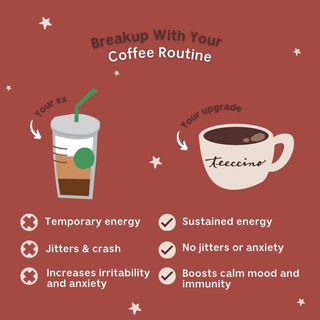 Breakup With Your
Coffee Routine
Your ex
Your upgrade
teeccino
Temporary energy
Sustained energy
Jitters & crash
No jitters or anxiety
Increases irritability
and anxiety
Boosts calm mood and
immunity